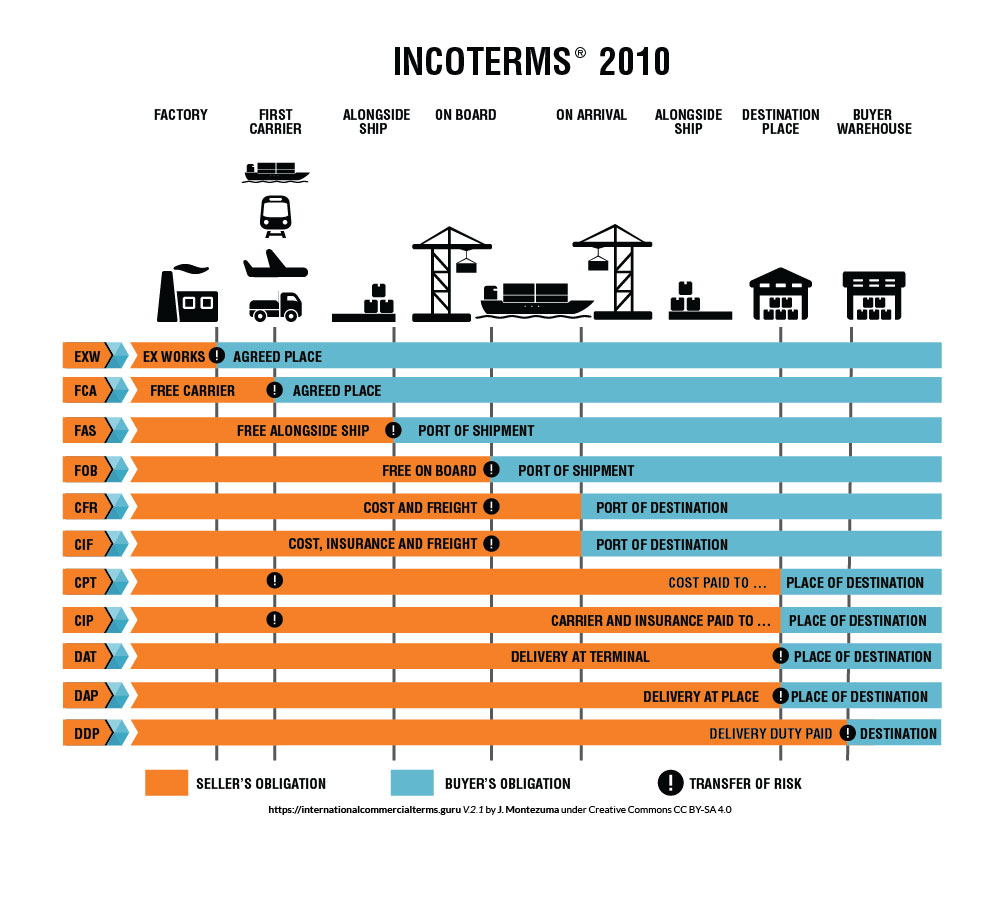 INCOTERMS® 2010
FACTORY
FIRST
CARRIER
ALONGSIDE
SHIP
ON BOARD
ON ARRIVAL
ALONGSIDE
SHIP
DESTINATION
PLACE
BUYER
WAREHOUSE
EXW EX WORKS ! AGREED PLACE
FCA FREE CARRIER ! AGREED PLACE
FAS FREE ALONGSIDE SHIP ! PORT OF SHIPMENT
FOB FREE ON BOARD ! PORT OF SHIPMENT
CFR COST AND FREIGHT ! PORT OF DESTINATION
CIF COST, INSURANCE AND FREIGHT ! PORT OF DESTINATION
CPT ! COST PAID TO ... PLACE OF DESTINATION
CIP ! CARRIER AND INSURANCE PAID TO ... PLACE OF DESTINATION
DAT DELIVERY AT TERMINAL ! PLACE OF DESTINATION
DAP DELIVERY AT PLACE ! PLACE OF DESTINATION
DDP DELIVERY DUTY PAID ! DESTINATION
SELLER'S OBLIGATION BUYER'S OBLIGATION ! TRANSFER OF RISK
https://internationalcommercialterms.guru V.2.1 by J. Montezuma under Creative Commons CC BY-SA 4.0